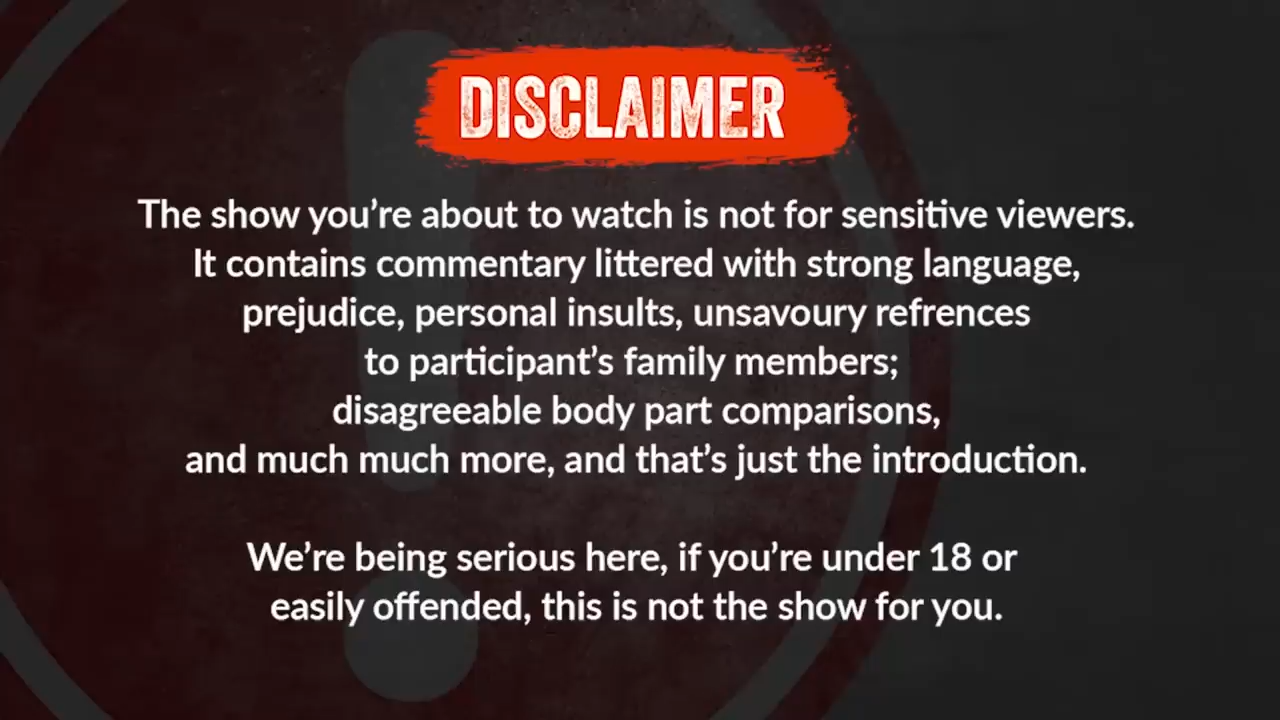 DISCLAIMER
The show you’re about to watch is not for sensitive viewers.
It contains commentary littered with strong language,
prejudice, personal insults, unsavoury refrences
to participant’s family members;
disagreeable body part comparisons,
and much much more, and that’s just the introduction.
We’re being serious here, if you’re under 18 or
easily offended, this is not the show for you.